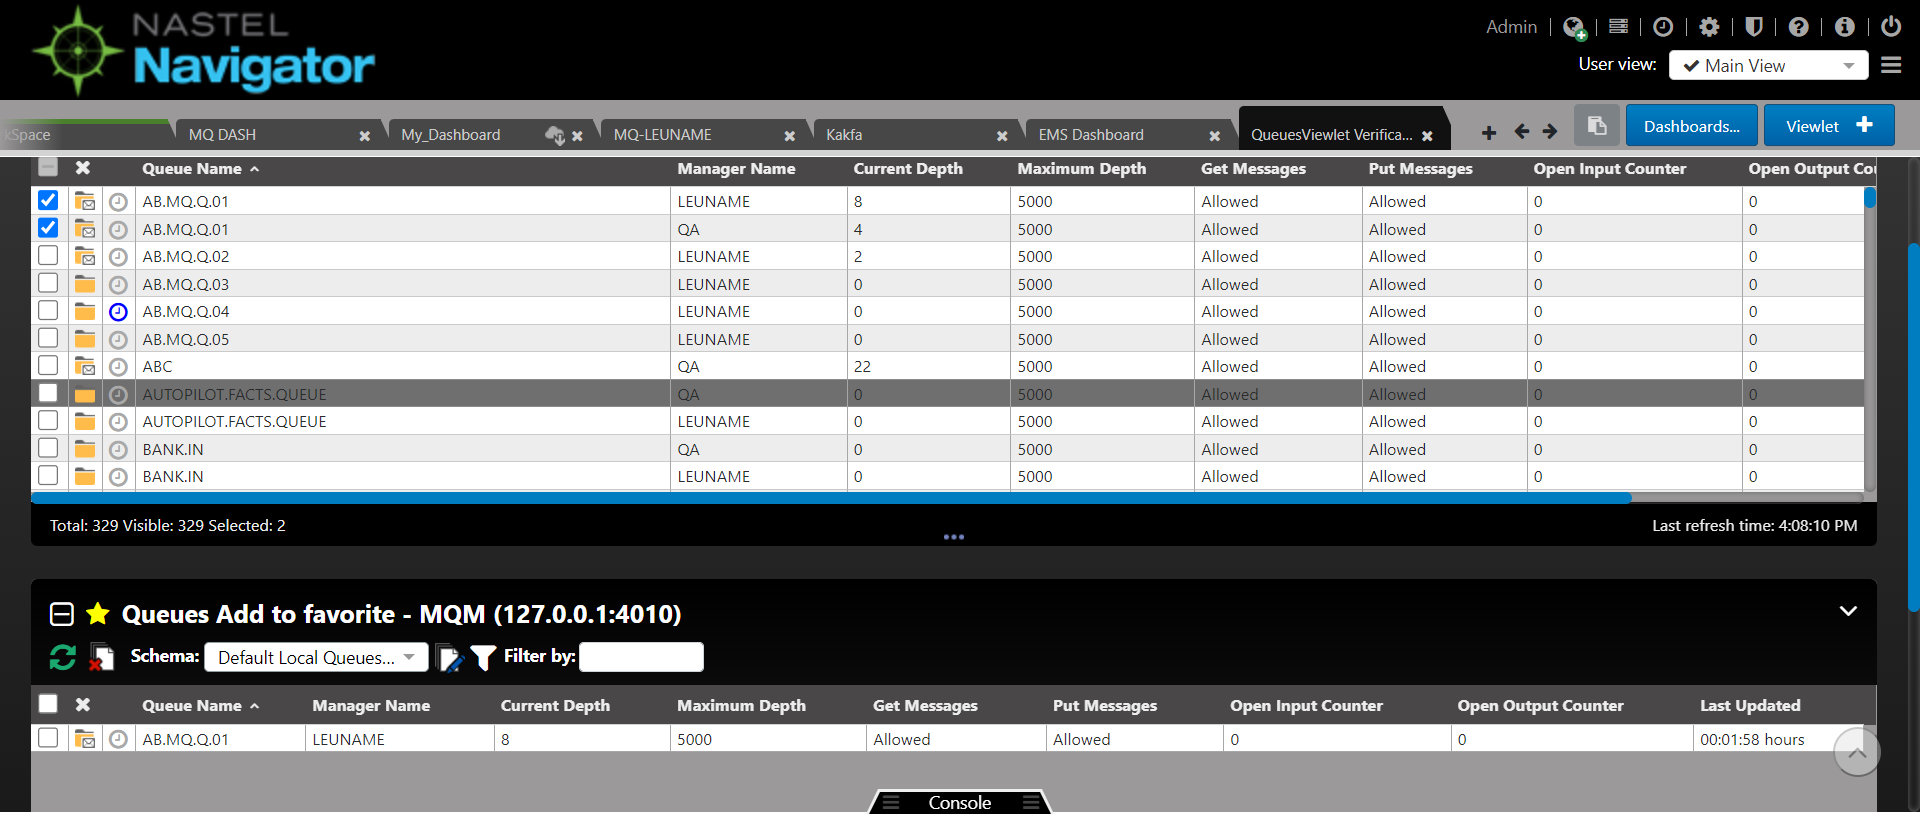 NASTEL
Navigator
Admin
User view: Main View
kSpace MQ DASH My_Dashboard MQ-LEUNAME Kakfa EMS Dashboard QueuesViewlet Verifica... Dashboards... Viewlet
Queue Name Manager Name Current Depth Maximum Depth Get Messages Put Messages Open Input Counter Open Output Cou
AB.MQ.Q.01 LEUNAME 8 5000 Allowed Allowed 0 0
AB.MQ.Q.01 QA 4 5000 Allowed Allowed 0 0
AB.MQ.Q.02 LEUNAME 2 5000 Allowed Allowed 0 0
AB.MQ.Q.03 LEUNAME 0 5000 Allowed Allowed 0 0
AB.MQ.Q.04 LEUNAME 0 5000 Allowed Allowed 0 0
AB.MQ.Q.05 LEUNAME 0 5000 Allowed Allowed 0 0
ABC QA 22 5000 Allowed Allowed 0 0
AUTOPILOT.FACTS.QUEUE QA 0 5000 Allowed Allowed 0 0
AUTOPILOT.FACTS.QUEUE LEUNAME 0 5000 Allowed Allowed 0 0
BANK.IN QA 0 5000 Allowed Allowed 0 0
BANK.IN LEUNAME 0 5000 Allowed Allowed 0 0
Total: 329 Visible: 329 Selected: 2 Last refresh time: 4:08:10 PM
Queues Add to favorite - MQM (127.0.0.1:4010)
Schema: Default Local Queues... Filter by:
Queue Name Manager Name Current Depth Maximum Depth Get Messages Put Messages Open Input Counter Open Output Counter Last Updated
AB.MQ.Q.01 LEUNAME 8 5000 Allowed Allowed 0 0 00:01:58 hours
Console